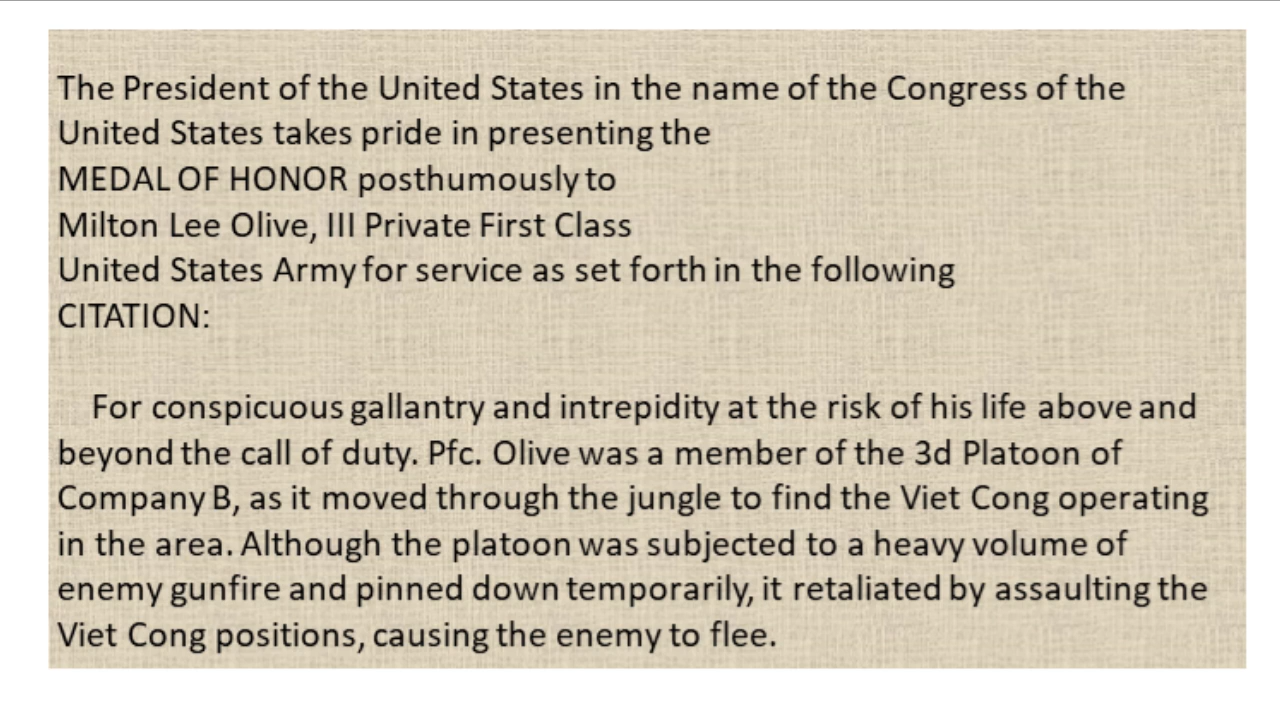 The President of the United States in the name of the Congress of the
United States takes pride in presenting the
MEDAL OF HONOR posthumously to
Milton Lee Olive, III Private First Class
United States Army for service as set forth in the following
CITATION:
For conspicuous gallantry and intrepidity at the risk of his life above and
beyond the call of duty. Pfc. Olive was a member of the 3d Platoon of
Company B, as it moved through the jungle to find the Viet Cong operating
in the area. Although the platoon was subjected to a heavy volume of
enemy gunfire and pinned down temporarily, it retaliated by assaulting the
Viet Cong positions, causing the enemy to flee.